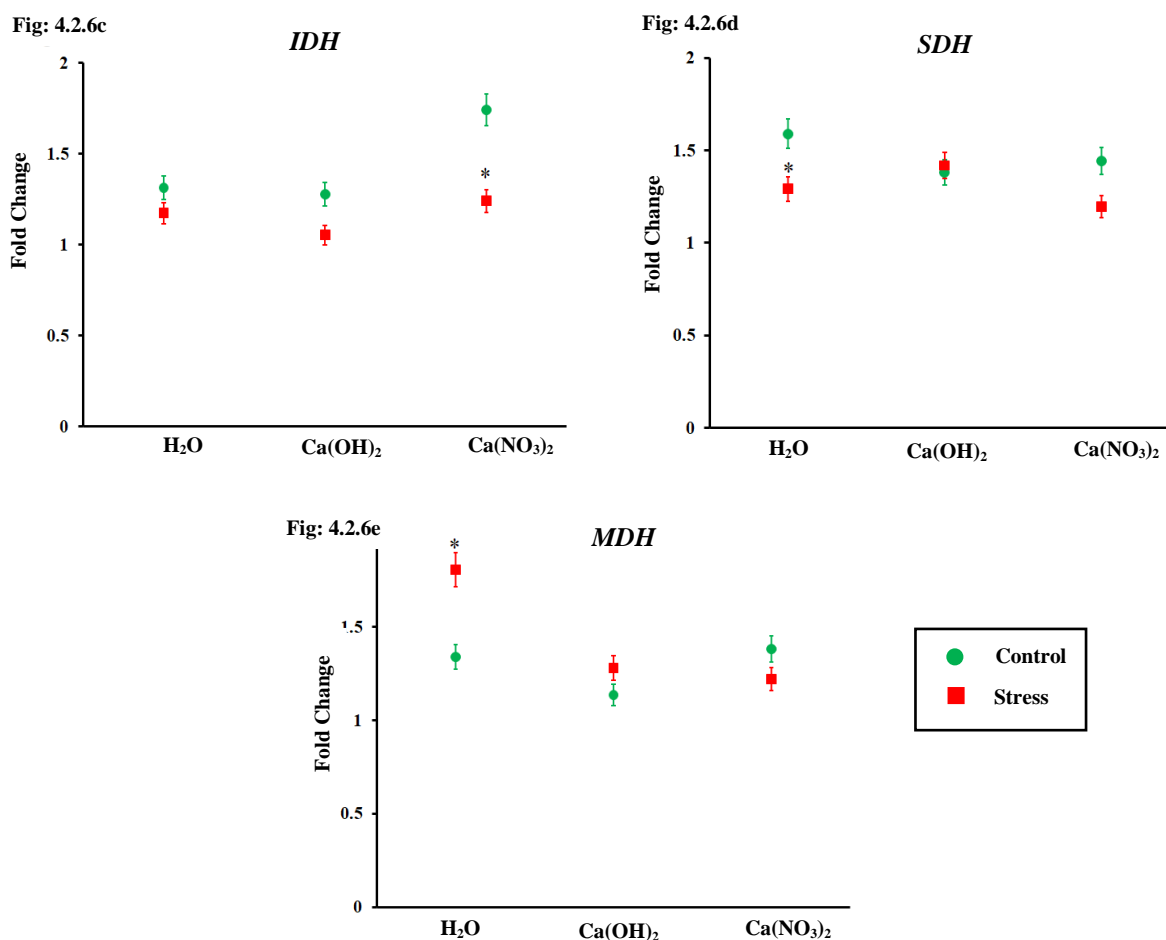 Fig: 4.2.6c
IDH
Fold Change
2
1.5
1
0.5
0
*
H₂O
Ca(OH)₂
Ca(NO₃)₂
Fig: 4.2.6d
SDH
Fold Change
2
1.5
1
0.5
0
*
H₂O
Ca(OH)₂
Ca(NO₃)₂
Fig: 4.2.6e
MDH
Fold Change
1.5
1
0.5
0
*
H₂O
Ca(OH)₂
Ca(NO₃)₂
Control
Stress